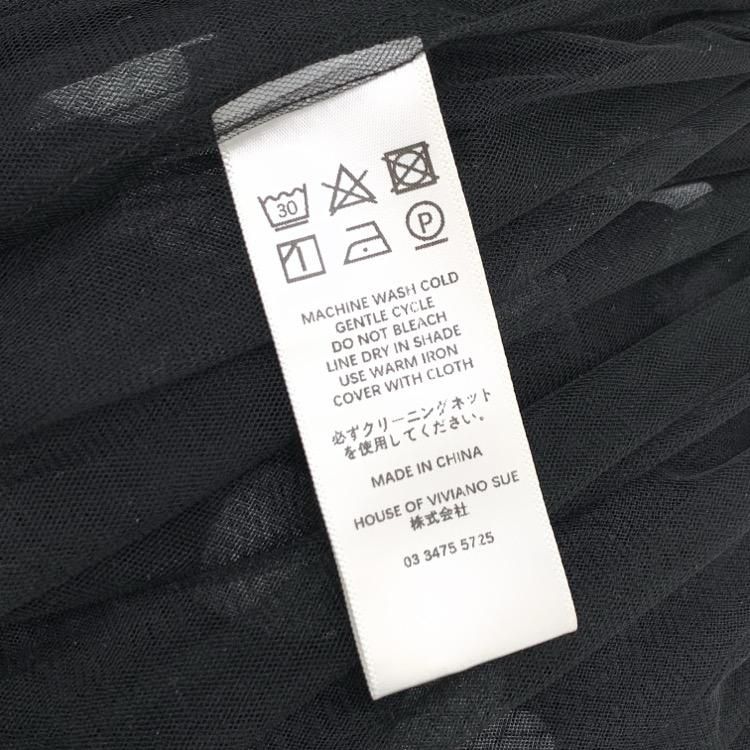 30
P
MACHINE WASH COLD
GENTLE CYCLE
DO NOT BLEACH
LINE DRY IN SHADE
USE WARM IRON
COVER WITH CLOTH
必ずクリーニングネット
を使用してください。
MADE IN CHINA
HOUSE OF VIVIANO SUE
株式会社
03 3475 5725